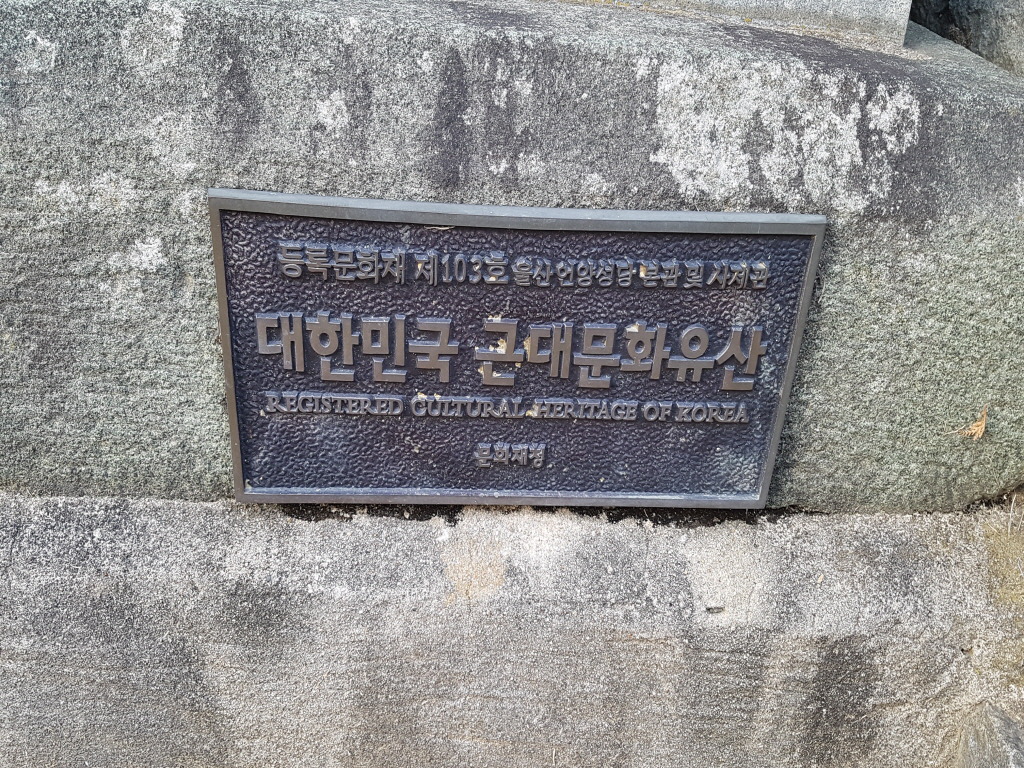 등록문화재 제103호 울산 언양성당 본관 및 사제관
대한민국 근대문화유산
REGISTERED CULTURAL HERITAGE OF KOREA
문화재청